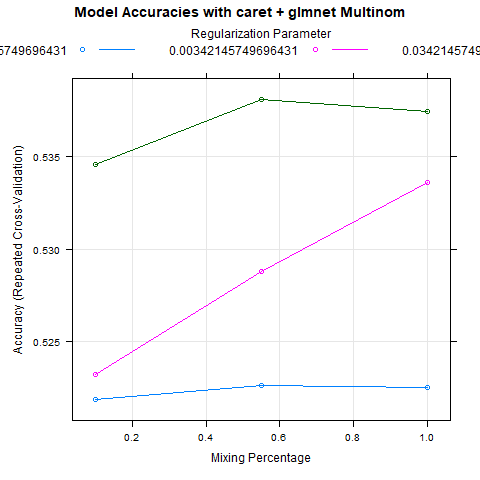 Model Accuracies with caret + glmnet Multinom
Regularization Parameter
5749696431 0.00342145749696431 0.0342145749
0.535
0.530
0.525
Accuracy (Repeated Cross-Validation)
0.2 0.4 0.6 0.8 1.0
Mixing Percentage